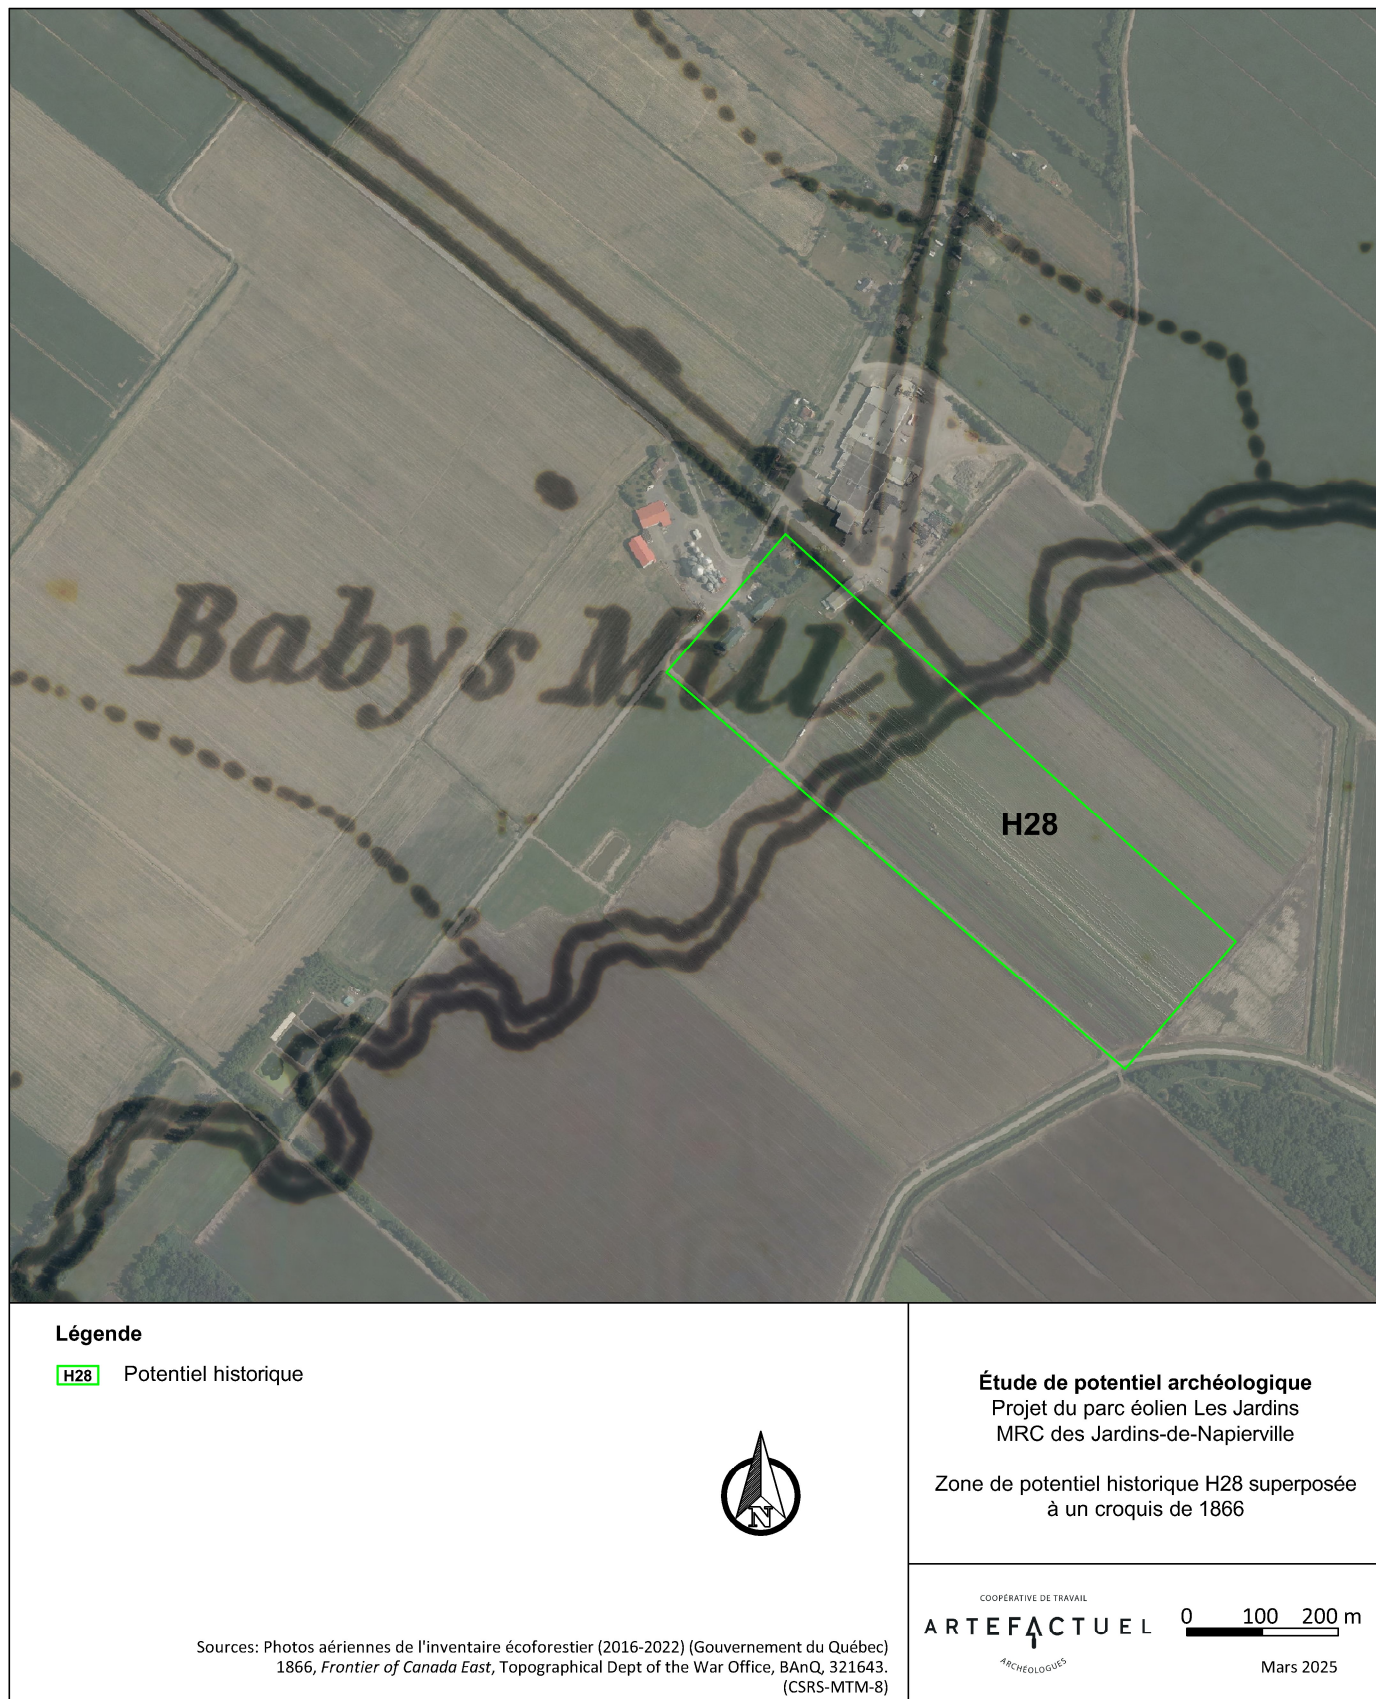 Babys Mill
H28
Légende
H28 Potentiel historique
N
Sources: Photos aériennes de l'inventaire écoforestier (2016-2022) (Gouvernement du Québec)
1866, Frontier of Canada East, Topographical Dept of the War Office, BAnQ, 321643.
(CSRS-MTM-8)
Étude de potentiel archéologique
Projet du parc éolien Les Jardins
MRC des Jardins-de-Napierville
Zone de potentiel historique H28 superposée
à un croquis de 1866
COOPÉRATIVE DE TRAVAIL
ARTEFACTUEL
ARCHÉOLOGUES
0 100 200 m
Mars 2025